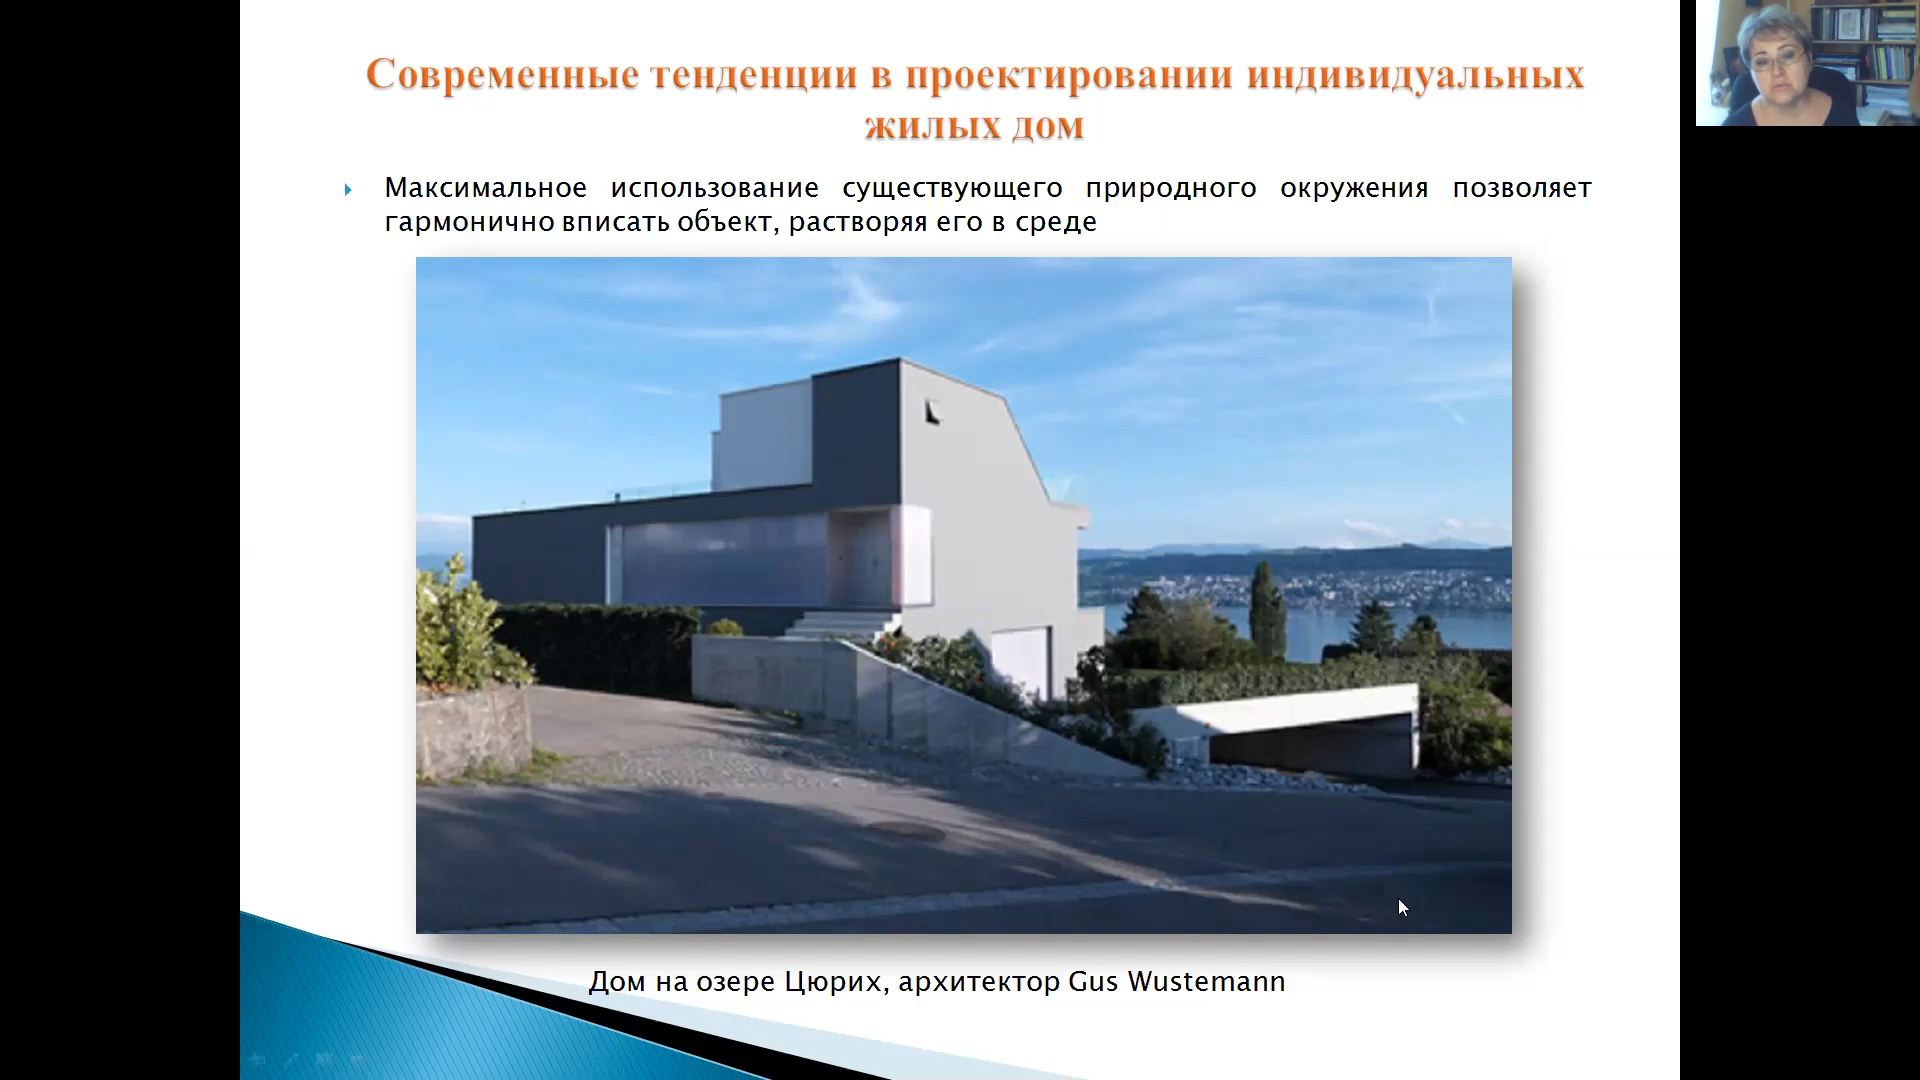 Современные тенденции в проектировании индивидуальных
жилых дом
Максимальное использование существующего природного окружения позволяет
гармонично вписать объект, растворяя его в среде
Дом на озере Цюрих, архитектор Gus Wustemann